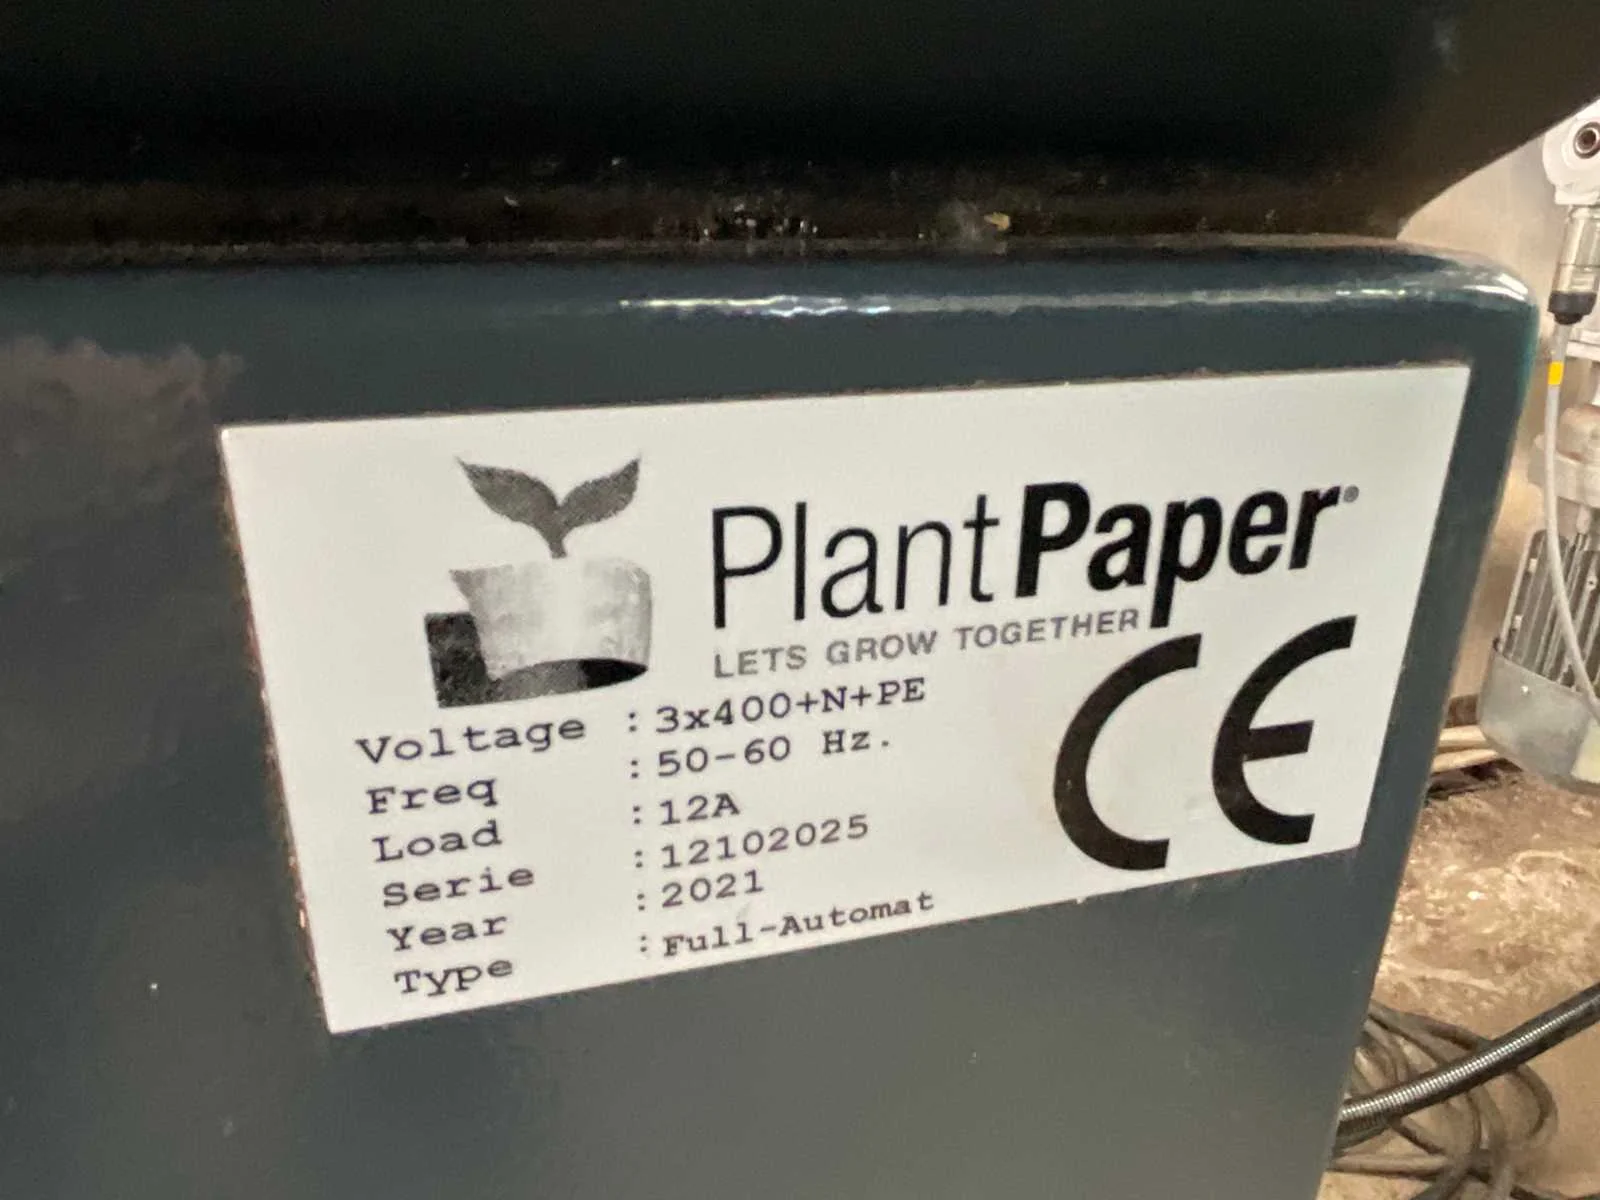 PlantPaper®
LETS GROW TOGETHER
Voltage : 3x400+N+PE
Freq : 50-60 Hz.
Load : 12A
Serie : 12102025
Year : 2021
Type : Full-Automat
CE